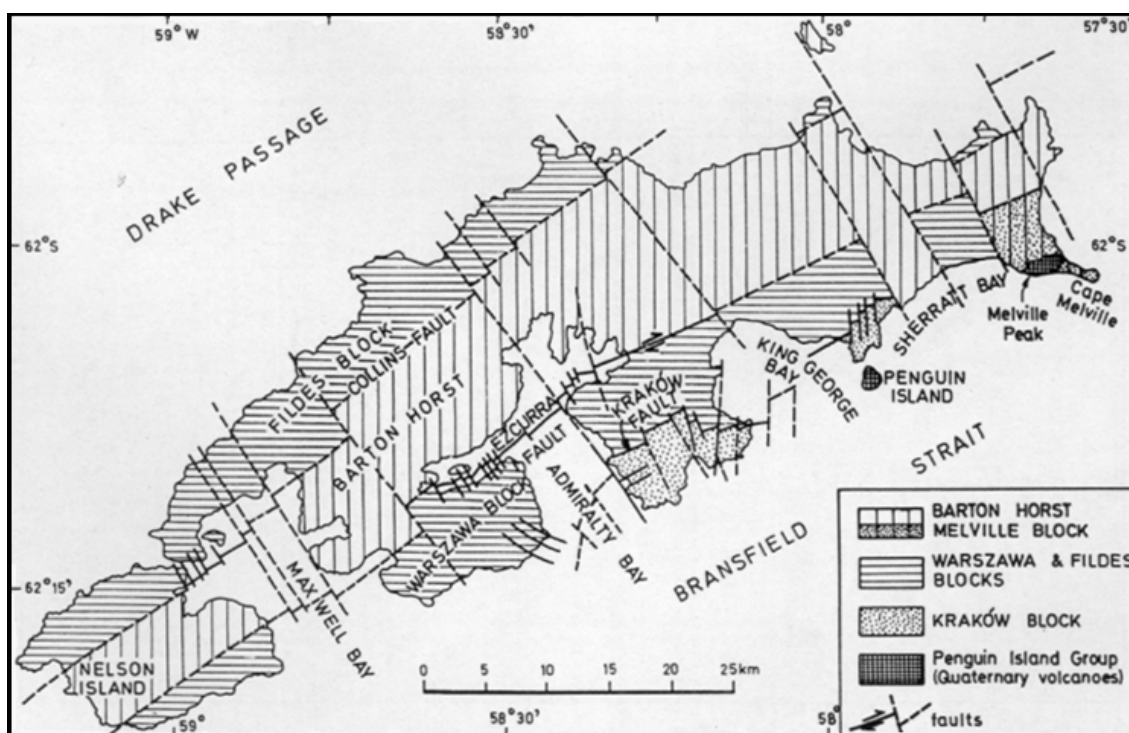 59° W
58° 30'
58°
57° 30'
DRAKE PASSAGE
62° S
62° S
FILDES BLOCK
COLLINS-FAULT
BARTON HORST
EZCURRA
FAULT
WARSZAWA BLOCK
KRAKÓW
FAULT
ADMIRALTY
BAY
KING GEORGE
BAY
SHERRATT BAY
Melville
Peak
Cape
Melville
PENGUIN
ISLAND
BRANSFIELD
STRAIT
MAXWELL
BAY
62° 15'
NELSON
ISLAND
0 5 10 15 20 25km
59°
58° 30'
58°
BARTON HORST
MELVILLE BLOCK
WARSZAWA & FILDES
BLOCKS
KRAKÓW BLOCK
Penguin Island Group
(Quaternary volcanoes)
faults